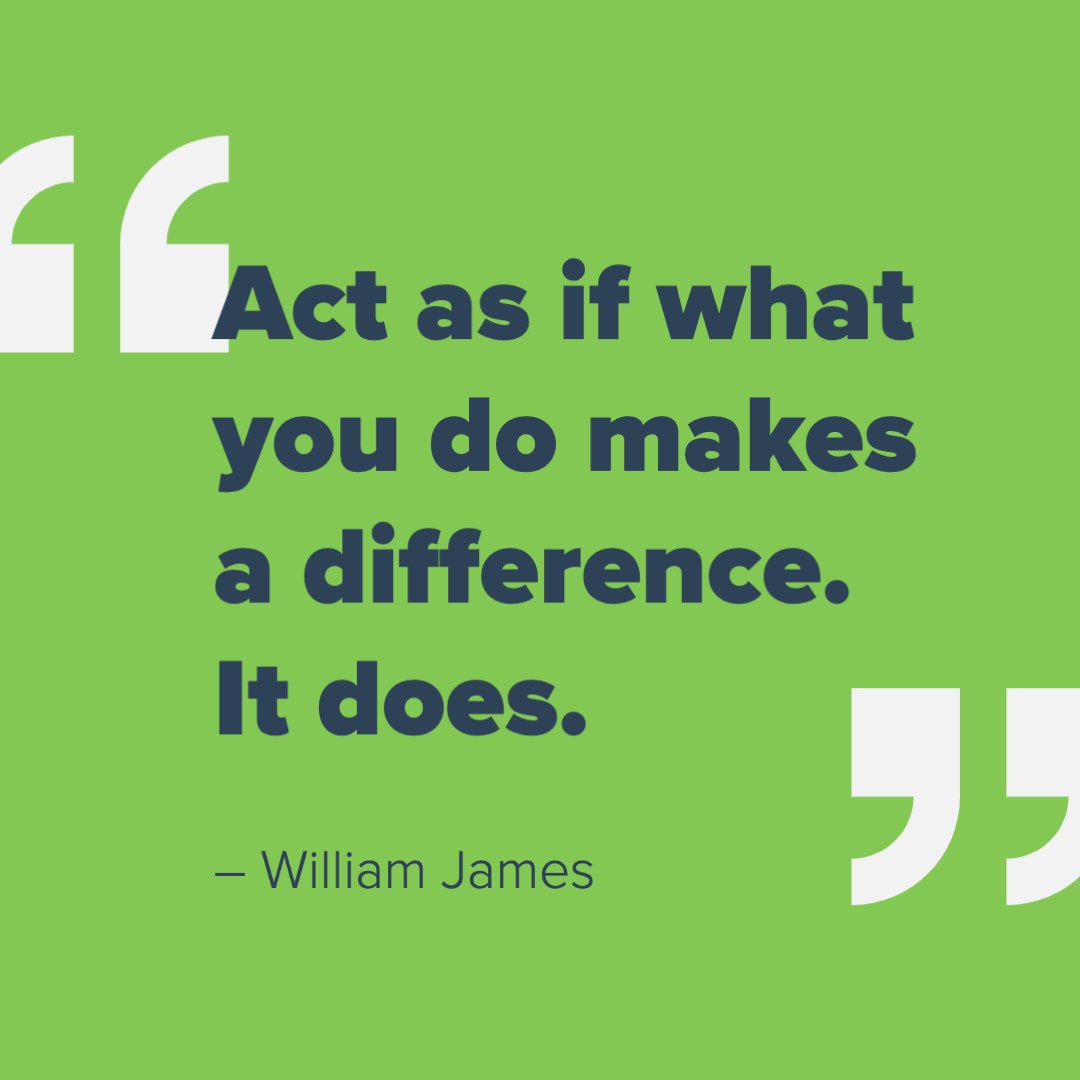 “Act as if what
you do makes
a difference.
It does.”
– William James